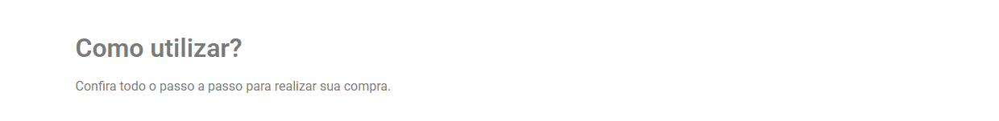 Como utilizar?
Confira todo o passo a passo para realizar sua compra.